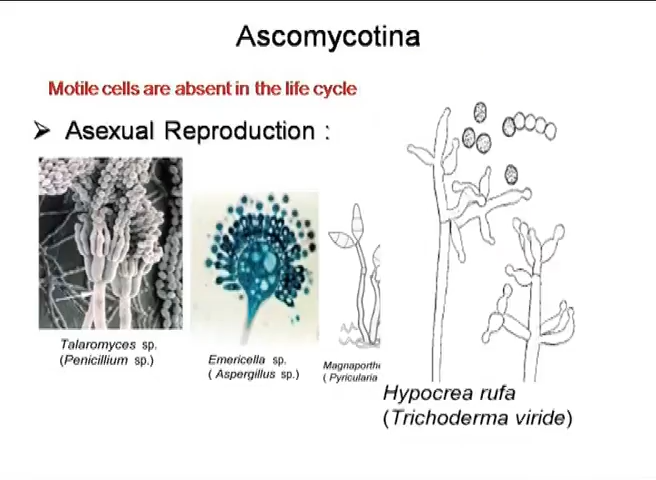 Ascomycotina
Motile cells are absent in the life cycle
Asexual Reproduction :
Talaromyces sp.
(Penicillium sp.)
Emericella sp.
( Aspergillus sp.)
Magnaporthe
( Pyricularia
Hypocrea rufa
(Trichoderma viride)